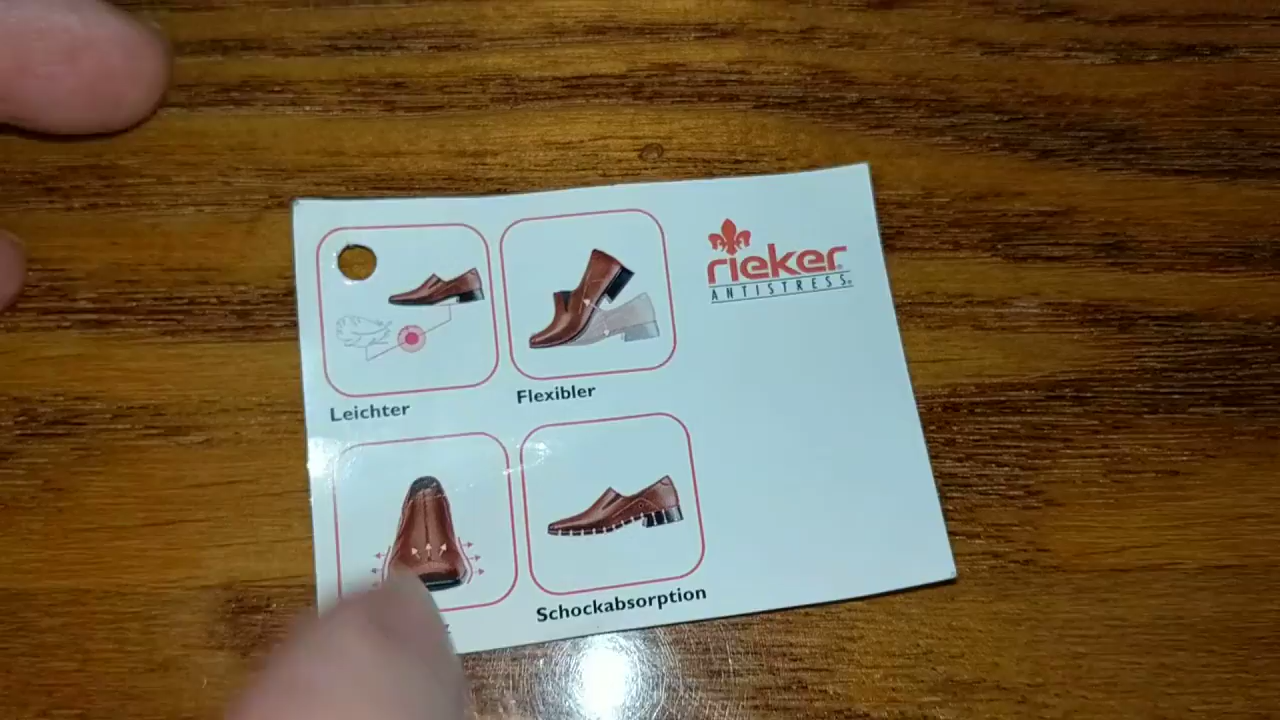 rieker
ANTISTRESS
Leichter
Flexibler
Schockabsorption